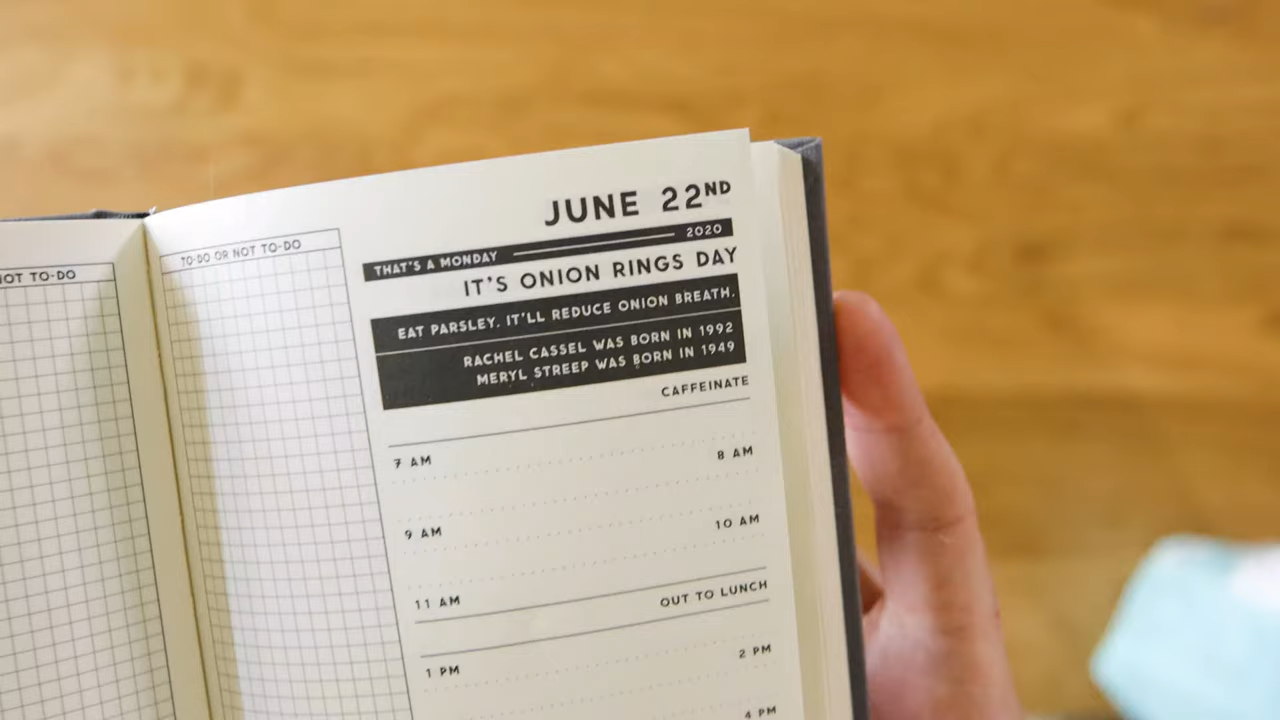 NOT TO-DO
TO-DO OR NOT TO-DO
JUNE 22ND
THAT'S A MONDAY 2020
IT'S ONION RINGS DAY
EAT PARSLEY. IT'LL REDUCE ONION BREATH.
RACHEL CASSEL WAS BORN IN 1992
MERYL STREEP WAS BORN IN 1949
CAFFEINATE
7 AM
8 AM
9 AM
10 AM
11 AM
OUT TO LUNCH
1 PM
2 PM
4 PM